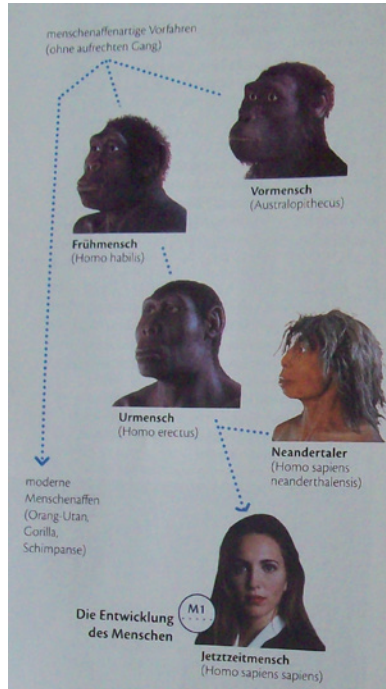 menschenaffenartige Vorfahren
(ohne aufrechten Gang)
Vormensch
(Australopithecus)
Frühmensch
(Homo habilis)
Urmensch
(Homo erectus)
Neandertaler
(Homo sapiens
neanderthalensis)
moderne
Menschenaffen
(Orang-Utan,
Gorilla,
Schimpanse)
M1
Die Entwicklung
des Menschen
Jetztzeitmensch
(Homo sapiens sapiens)